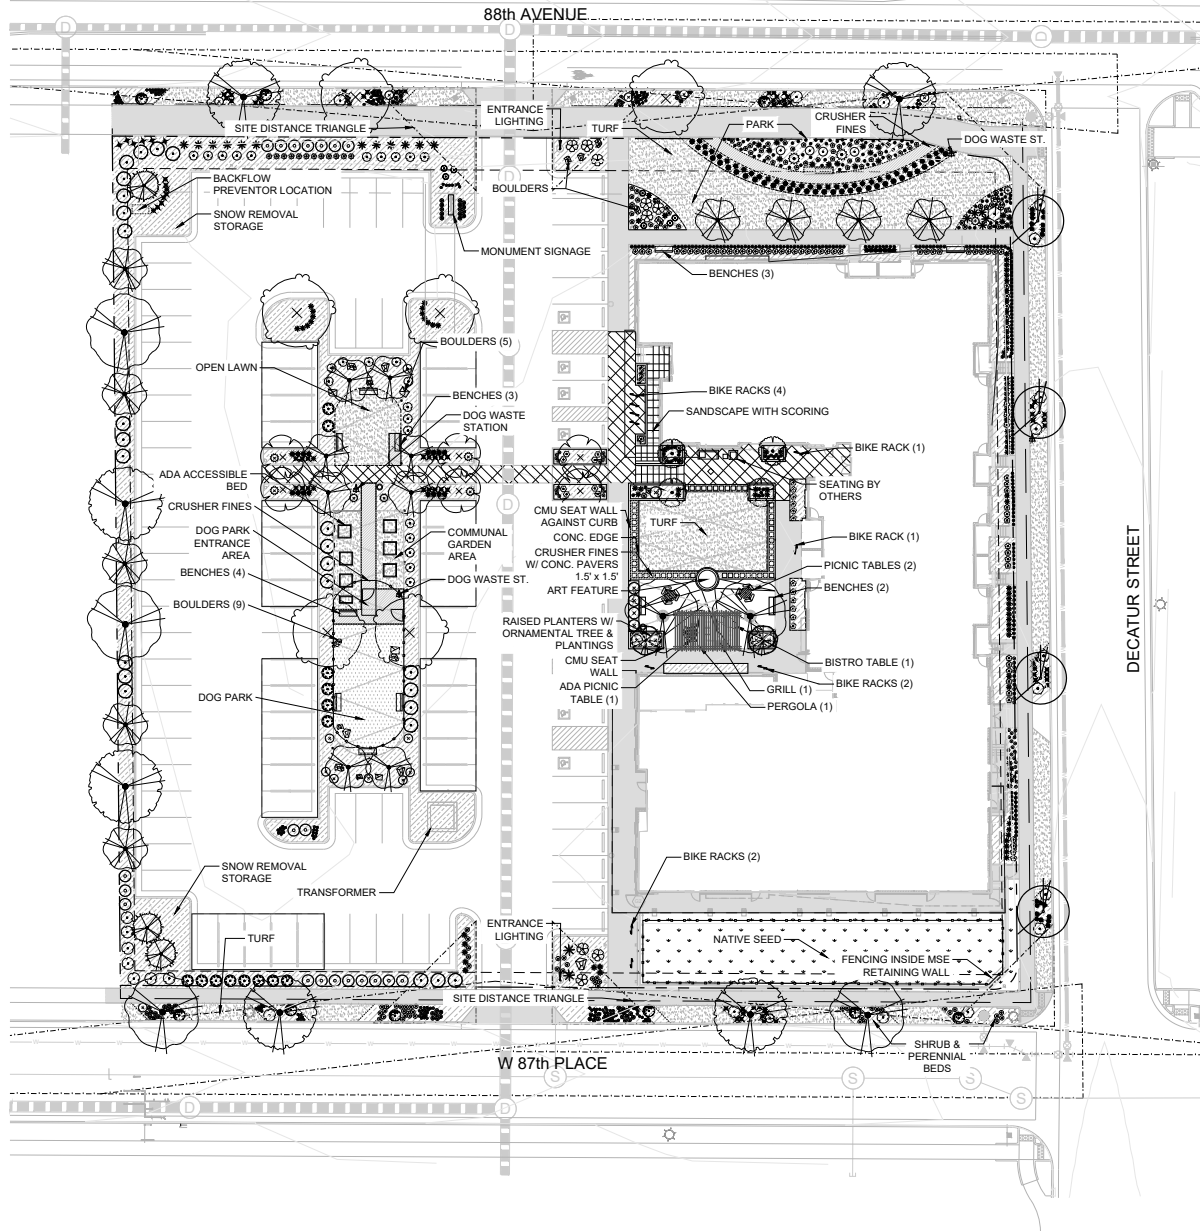 88th AVENUE
D
D
D
ENTRANCE
LIGHTING
SITE DISTANCE TRIANGLE
TURF
PARK
CRUSHER
FINES
DOG WASTE ST.
BACKFLOW
PREVENTOR LOCATION
BOULDERS
SNOW REMOVAL
STORAGE
MONUMENT SIGNAGE
BENCHES (3)
BOULDERS (5)
OPEN LAWN
BENCHES (3)
DOG WASTE
STATION
BIKE RACKS (4)
SANDSCAPE WITH SCORING
BIKE RACK (1)
ADA ACCESSIBLE
BED
SEATING BY
OTHERS
CRUSHER FINES
D
CMU SEAT WALL
AGAINST CURB
TURF
DOG PARK
ENTRANCE
AREA
COMMUNAL
GARDEN
AREA
CONC. EDGE
BIKE RACK (1)
CRUSHER FINES
W/ CONC. PAVERS
1.5' x 1.5'
PICNIC TABLES (2)
BENCHES (4)
DOG WASTE ST.
ART FEATURE
BENCHES (2)
BOULDERS (9)
RAISED PLANTERS W/
ORNAMENTAL TREE &
PLANTINGS
DECATUR STREET
CMU SEAT
WALL
BISTRO TABLE (1)
ADA PICNIC
TABLE (1)
BIKE RACKS (2)
GRILL (1)
DOG PARK
PERGOLA (1)
SNOW REMOVAL
STORAGE
BIKE RACKS (2)
TRANSFORMER
ENTRANCE
LIGHTING
TURF
NATIVE SEED
FENCING INSIDE MSE
RETAINING WALL
SITE DISTANCE TRIANGLE
SHRUB &
PERENNIAL
BEDS
W 87th PLACE
S
S
S
S
D
D